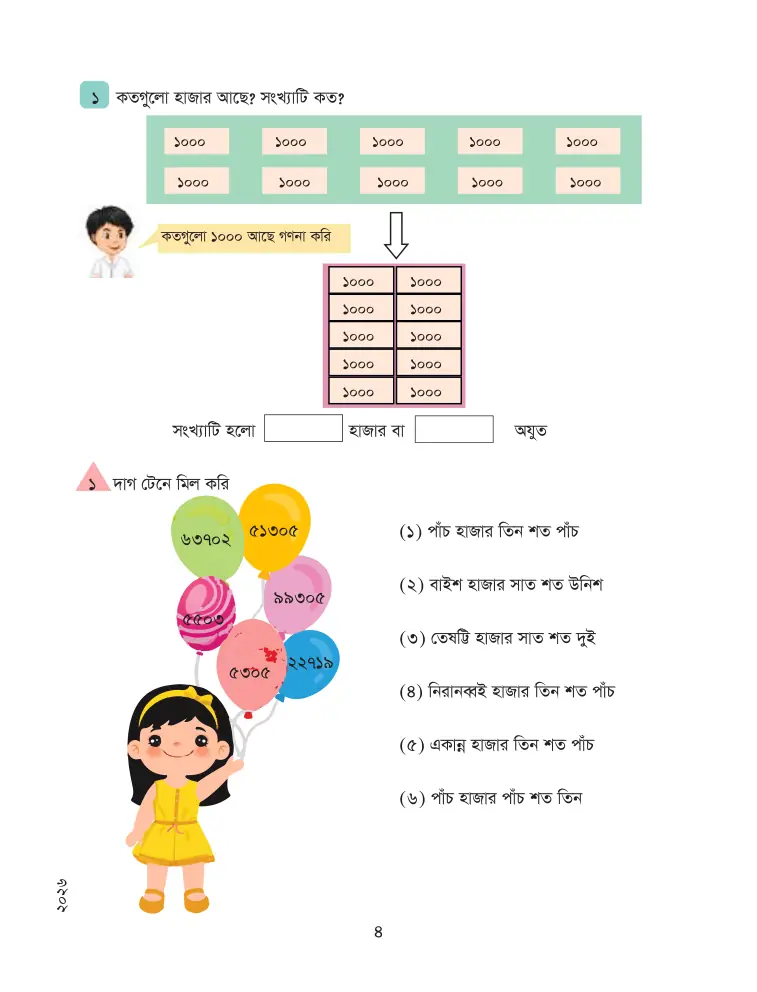 ১ কতগুলো হাজার আছে? সংখ্যাটি কত?
১০০০ ১০০০ ১০০০ ১০০০ ১০০০
১০০০ ১০০০ ১০০০ ১০০০ ১০০০
কতগুলো ১০০০ আছে গণনা করি
১০০০ ১০০০
১০০০ ১০০০
১০০০ ১০০০
১০০০ ১০০০
১০০০ ১০০০
সংখ্যাটি হলো হাজার বা অযুত
১ দাগ টেনে মিল করি
৬৩৭০২
৫১৩০৫
৯৯৩০৫
৫৫০৩
৫৩০৫
২২৭১৯
(১) পাঁচ হাজার তিন শত পাঁচ
(২) বাইশ হাজার সাত শত উনিশ
(৩) তেষট্টি হাজার সাত শত দুই
(৪) নিরানব্বই হাজার তিন শত পাঁচ
(৫) একান্ন হাজার তিন শত পাঁচ
(৬) পাঁচ হাজার পাঁচ শত তিন
২০২৬
৪